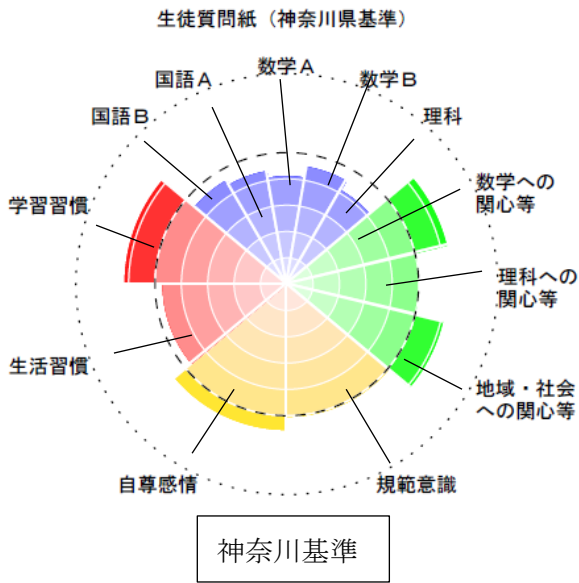 生徒質問紙（神奈川県基準）
数学A
国語A
数学B
国語B
理科
数学への
関心等
学習習慣
理科への
関心等
生活習慣
地域・社会
への関心等
自尊感情
規範意識
神奈川基準